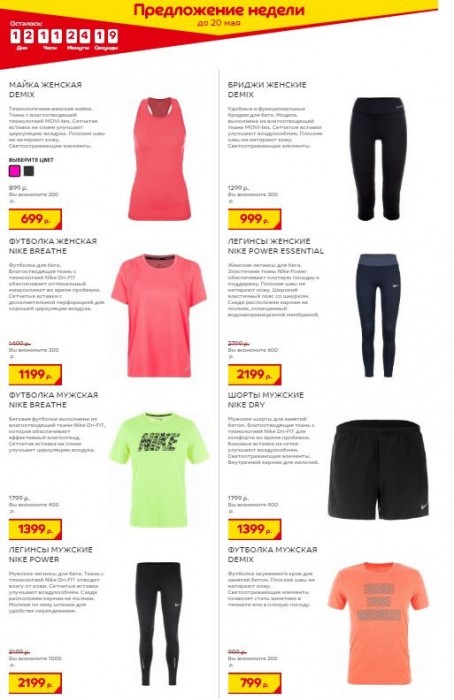 Предложение недели
до 20 мая
Осталось:
12 11 24 19
Дни Часы Минуты Секунды
МАЙКА ЖЕНСКАЯ
DEMIX
Технологичная женская майка.
Ткань с влагоотводящей
технологией MOVI-tex. Сетчатые
вставки на спине улучшают
циркуляцию воздуха. Плоские швы
не натирают кожу.
Светоотражающие элементы.
ВЫБЕРИТЕ ЦВЕТ
899 р.
Вы экономите 200
р.
699 р.
БРИДЖИ ЖЕНСКИЕ
DEMIX
Удобные и функциональные
бриджи для бега. Модель
выполнена из влагоотводящей
ткани MOVI-tex. Сетчатые вставки
улучшают циркуляцию воздуха.
Плоские швы не натирают кожу.
Светоотражающие элементы.
1299 р.
Вы экономите 300
р.
999 р.
ФУТБОЛКА ЖЕНСКАЯ
NIKE BREATHE
Футболка для бега.
Влагоотводящая ткань с
технологией Nike Dri-FIT
обеспечивает оптимальный
микроклимат во время пробежек.
Сетчатые вставки с
дополнительной перфорацией для
хорошей циркуляции воздуха.
1499 р.
Вы экономите 300
р.
1199 р.
ЛЕГИНСЫ ЖЕНСКИЕ
NIKE POWER ESSENTIAL
Женские легинсы для бега.
Эластичная ткань Nike Power
обеспечивает плотную посадку и
поддержку. Плоские швы не
натирают кожу. Широкий
эластичный пояс со шнурком.
Сзади расположен карман на
молнии, оснащенный
водонепроницаемой мембраной.
2799 р.
Вы экономите 600
р.
2199 р.
ФУТБОЛКА МУЖСКАЯ
NIKE BREATHE
Беговая футболка выполнена из
влагоотводящей ткани Nike Dri-FIT,
которая обеспечивает
эффективный влагоотвод.
Сетчатые вставки на спине
улучшают циркуляцию воздуха.
NIKE
1799 р.
Вы экономите 400
р.
1399 р.
ШОРТЫ МУЖСКИЕ
NIKE DRY
Мужские шорты для занятий
бегом. Влагоотводящие ткань с
технологией Nike Dri-FIT для
комфорта во время пробежек.
Боковые вставки из сетки
улучшают воздухообмен.
Светоотражающие элементы.
Внутренний карман для мелочей.
1799 р.
Вы экономите 400
р.
1399 р.
ЛЕГИНСЫ МУЖСКИЕ
NIKE POWER
Мужские легинсы для бега. Ткань с
технологией Nike Dri-FIT отводит
влагу от кожи. Сетчатые вставки
улучшают циркуляцию воздуха. Сзади
расположен карман на молнии.
Молнии по низу штанин для
удобства переодевания.
Вы экономите 1000
р.
2199 р.
ФУТБОЛКА МУЖСКАЯ
DEMIX
Футболка зауженного кроя для
занятий бегом. Плоские швы не
натирают кожу.
Светоотражающие элементы
позволят стать заметнее в
темноте или в плохую погоду.
999 р.
Вы экономите 200
р.
799 р.